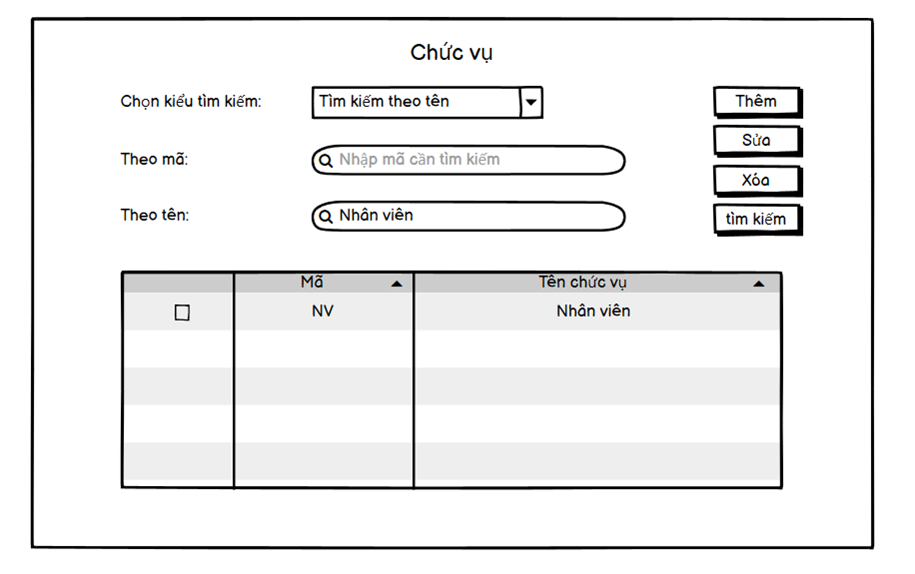 Chức vụ
Chọn kiểu tìm kiếm: Tìm kiếm theo tên Thêm
Sửa
Theo mã: Nhập mã cần tìm kiếm
Xóa
Theo tên: Nhân viên tìm kiếm
Mã Tên chức vụ
NV Nhân viên